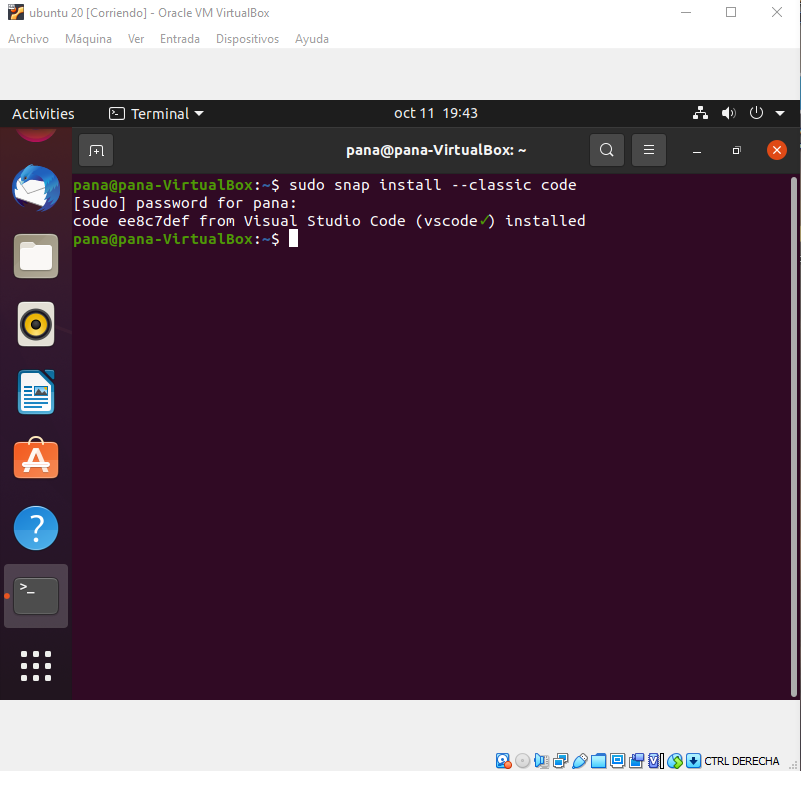 ubuntu 20 [Corriendo] - Oracle VM VirtualBox
Archivo Máquina Ver Entrada Dispositivos Ayuda
Activities Terminal oct 11 19:43
pana@pana-VirtualBox: ~
pana@pana-VirtualBox:~$ sudo snap install --classic code
[sudo] password for pana:
code ee8c7def from Visual Studio Code (vscode✓) installed
pana@pana-VirtualBox:~$
CTRL DERECHA